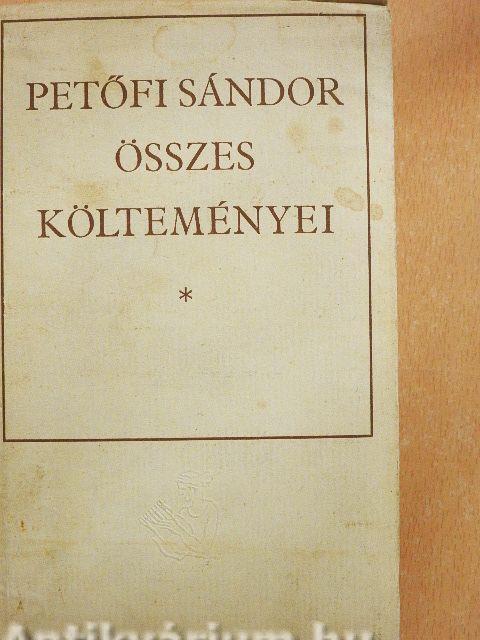 PETŐFI SÁNDOR
ÖSSZES
KÖLTEMÉNYEI
*
Antikvárium.hu